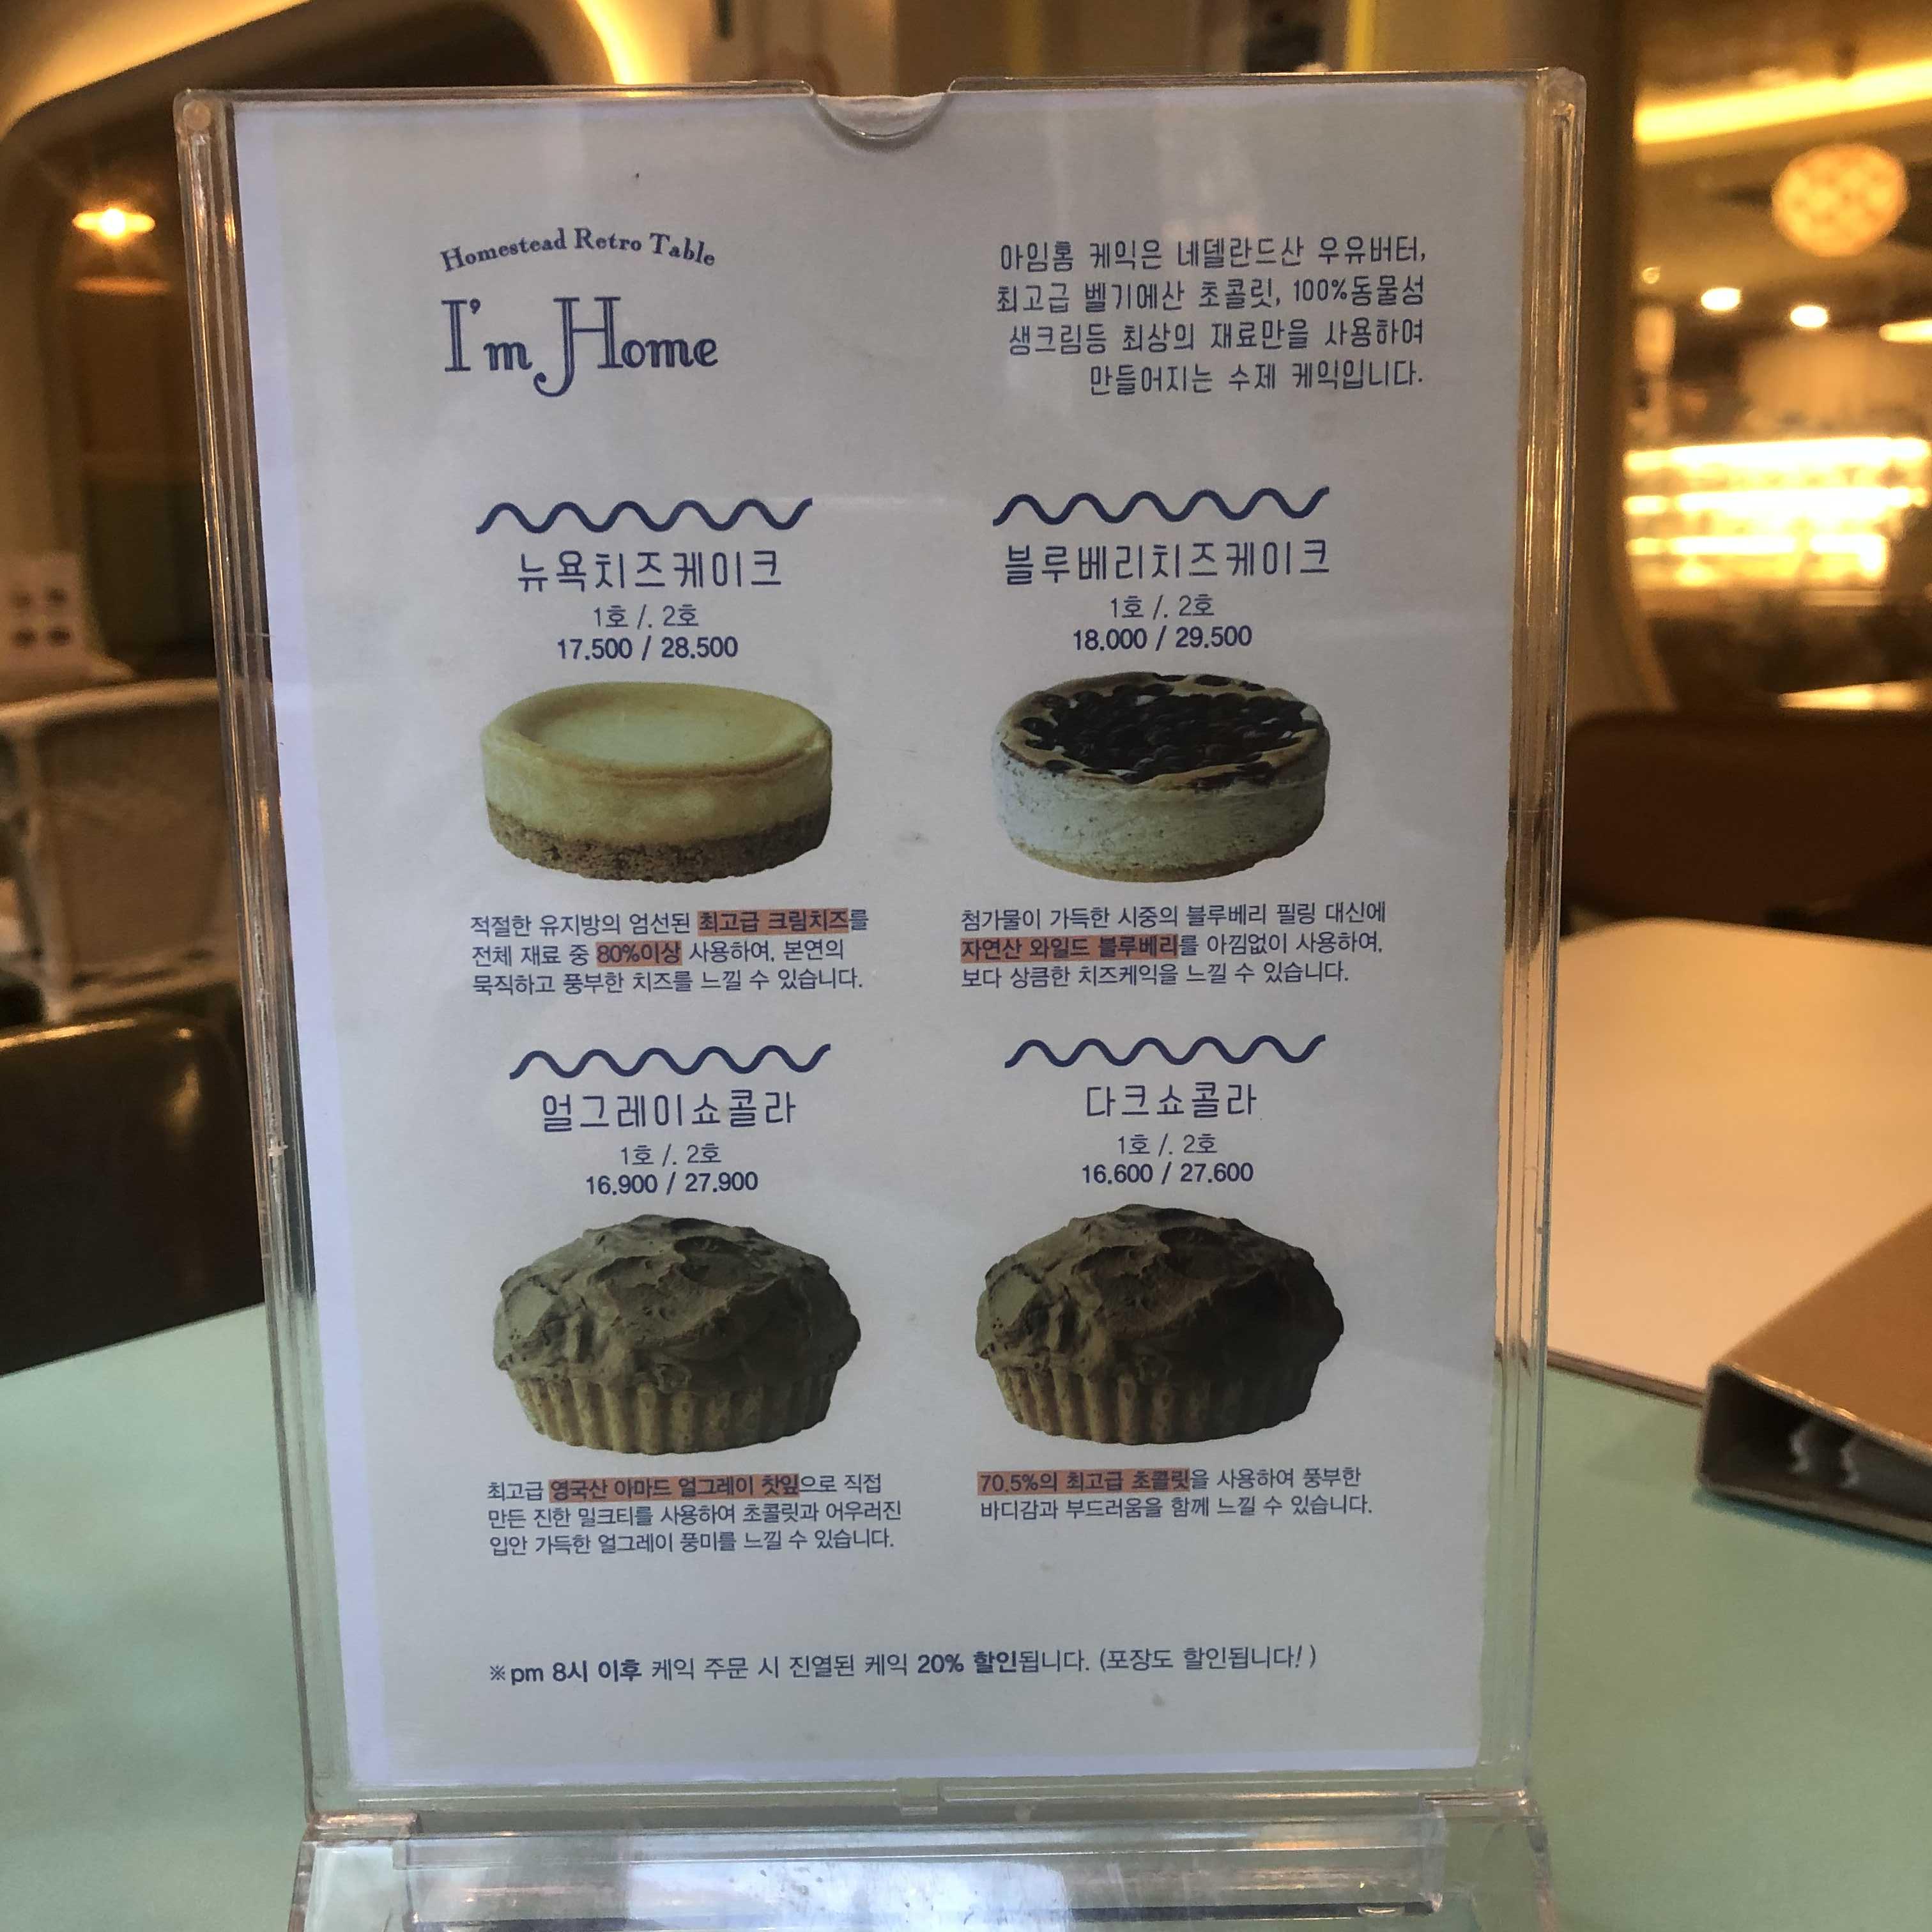 Homestead Retro Table
I'm Home
아임홈 케익은 네델란드산 우유버터,
최고급 벨기에산 초콜릿, 100%동물성
생크림등 최상의 재료만을 사용하여
만들어지는 수제 케익입니다.
뉴욕치즈케이크
1호 /. 2호
17.500 / 28.500
적절한 유지방의 엄선된 최고급 크림치즈를
전체 재료 중 80%이상 사용하여, 본연의
묵직하고 풍부한 치즈를 느낄 수 있습니다.
블루베리치즈케이크
1호 /. 2호
18.000 / 29.500
첨가물이 가득한 시중의 블루베리 필링 대신에
자연산 와일드 블루베리를 아낌없이 사용하여,
보다 상큼한 치즈케익을 느낄 수 있습니다.
얼그레이쇼콜라
1호 /. 2호
16.900 / 27.900
최고급 영국산 아마드 얼그레이 찻잎으로 직접
만든 진한 밀크티를 사용하여 초콜릿과 어우러진
입안 가득한 얼그레이 풍미를 느낄 수 있습니다.
다크쇼콜라
1호 /. 2호
16.600 / 27.600
70.5%의 최고급 초콜릿을 사용하여 풍부한
바디감과 부드러움을 함께 느낄 수 있습니다.
※pm 8시 이후 케익 주문 시 진열된 케익 20% 할인됩니다. (포장도 할인됩니다! )